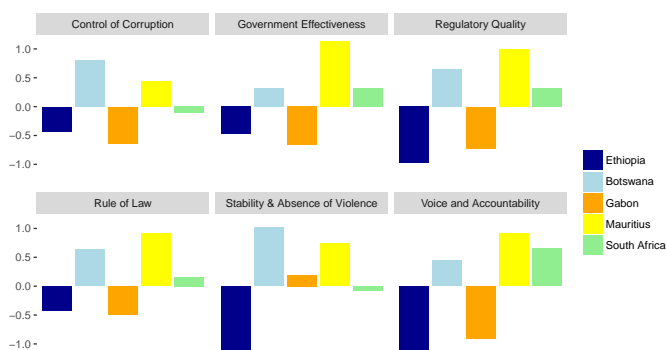 Control of Corruption
Government Effectiveness
Regulatory Quality
1.0
0.5
0.0
−0.5
−1.0
Rule of Law
Stability & Absence of Violence
Voice and Accountability
1.0
0.5
0.0
−0.5
−1.0
Ethiopia
Botswana
Gabon
Mauritius
South Africa